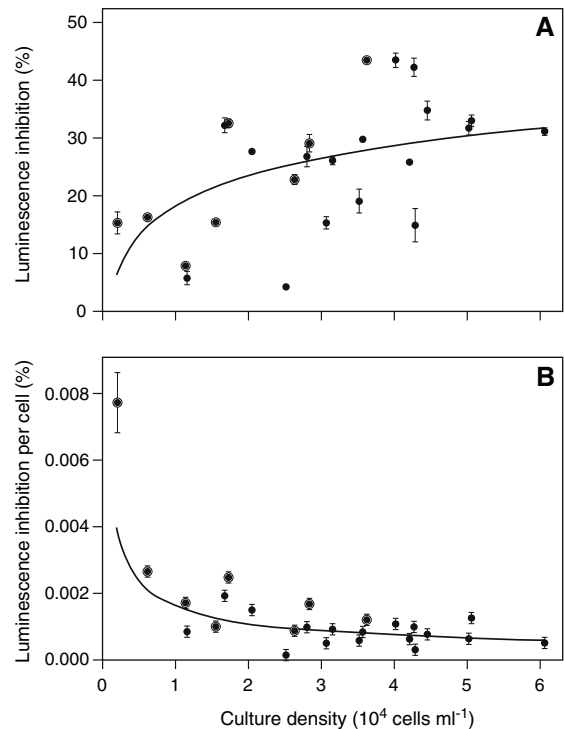 A
Luminescence inhibition (%)
50
40
30
20
10
0
B
Luminescence inhibition per cell (%)
0.008
0.006
0.004
0.002
0.000
0 1 2 3 4 5 6
Culture density (10⁴ cells ml⁻¹)